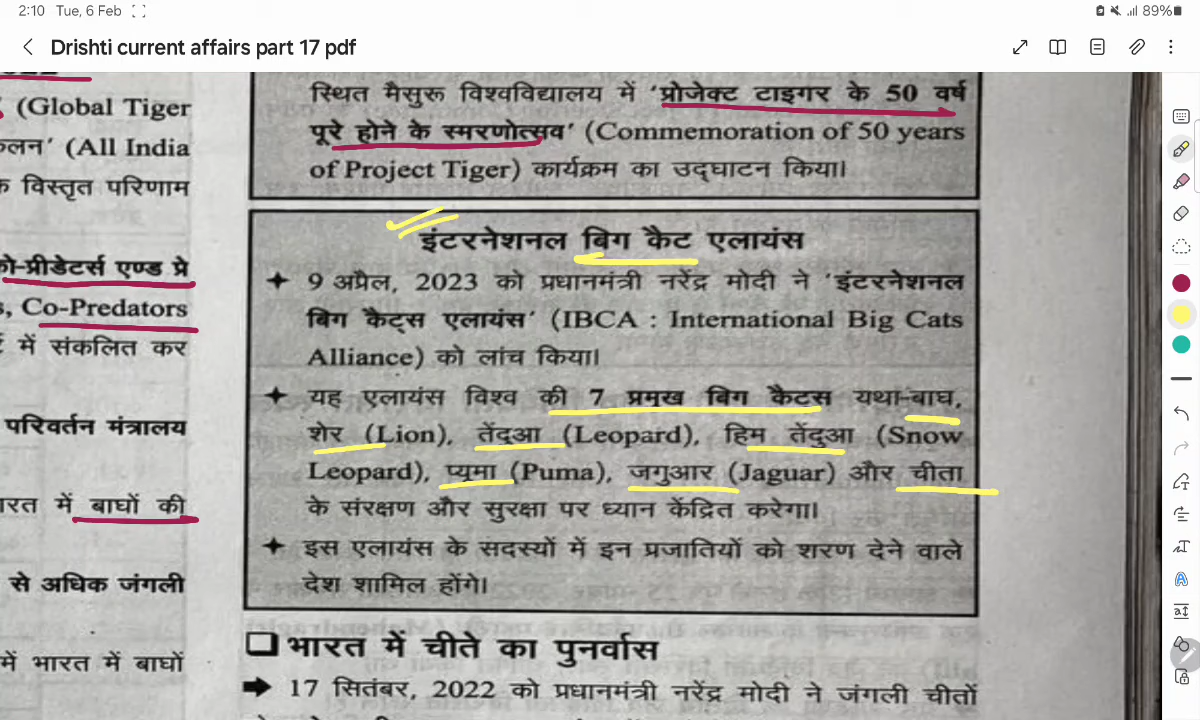 2:10 Tue, 6 Feb
89%
Drishti current affairs part 17 pdf
(Global Tiger
(All India
विस्तृत परिणाम
को-प्रीडेटर्स एण्ड प्रे
Co-Predators
में संकलित कर
परिवर्तन मंत्रालय
में बाघों की
से अधिक जंगली
में भारत में बाघों
स्थित मैसुरू विश्वविद्यालय में 'प्रोजेक्ट टाइगर के 50 वर्ष
पूरे होने के स्मरणोत्सव' (Commemoration of 50 years
of Project Tiger) कार्यक्रम का उद्घाटन किया।
इंटरनेशनल बिग कैट एलायंस
✦ 9 अप्रैल, 2023 को प्रधानमंत्री नरेंद्र मोदी ने 'इंटरनेशनल
बिग कैट्स एलायंस' (IBCA : International Big Cats
Alliance) को लांच किया।
✦ यह एलायंस विश्व की 7 प्रमुख बिग कैटस यथा-बाघ,
शेर (Lion), तेंदुआ (Leopard), हिम तेंदुआ (Snow
Leopard), प्यूमा (Puma), जगुआर (Jaguar) और चीता
के संरक्षण और सुरक्षा पर ध्यान केंद्रित करेगा।
✦ इस एलायंस के सदस्यों में इन प्रजातियों को शरण देने वाले
देश शामिल होंगे।
❑ भारत में चीते का पुनर्वास
➡ 17 सितंबर, 2022 को प्रधानमंत्री नरेंद्र मोदी ने जंगली चीतों